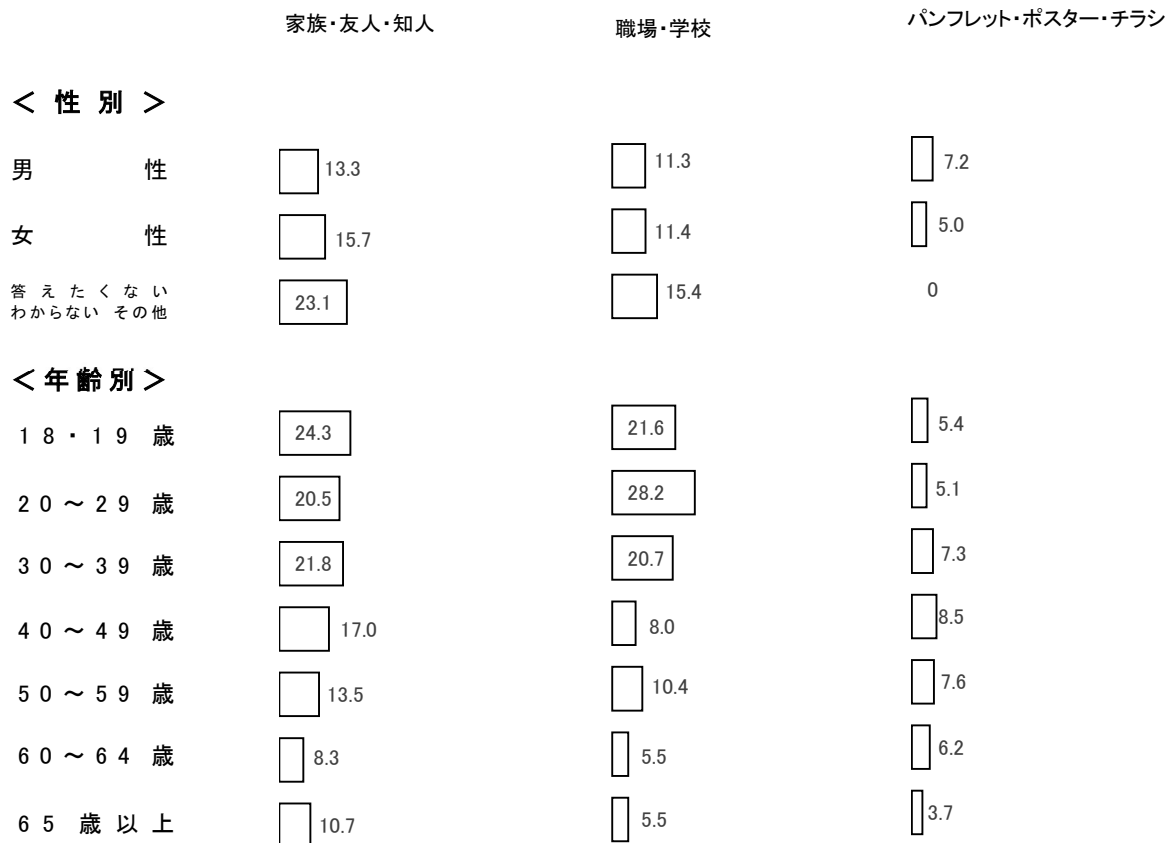 家族・友人・知人 職場・学校 パンフレット・ポスター・チラシ
＜ 性 別 ＞
男 性 13.3 11.3 7.2
女 性 15.7 11.4 5.0
答 え た く な い
わからない その他 23.1 15.4 0
＜年齢別＞
18・19 歳 24.3 21.6 5.4
20～29 歳 20.5 28.2 5.1
30～39 歳 21.8 20.7 7.3
40～49 歳 17.0 8.0 8.5
50～59 歳 13.5 10.4 7.6
60～64 歳 8.3 5.5 6.2
65 歳以上 10.7 5.5 3.7